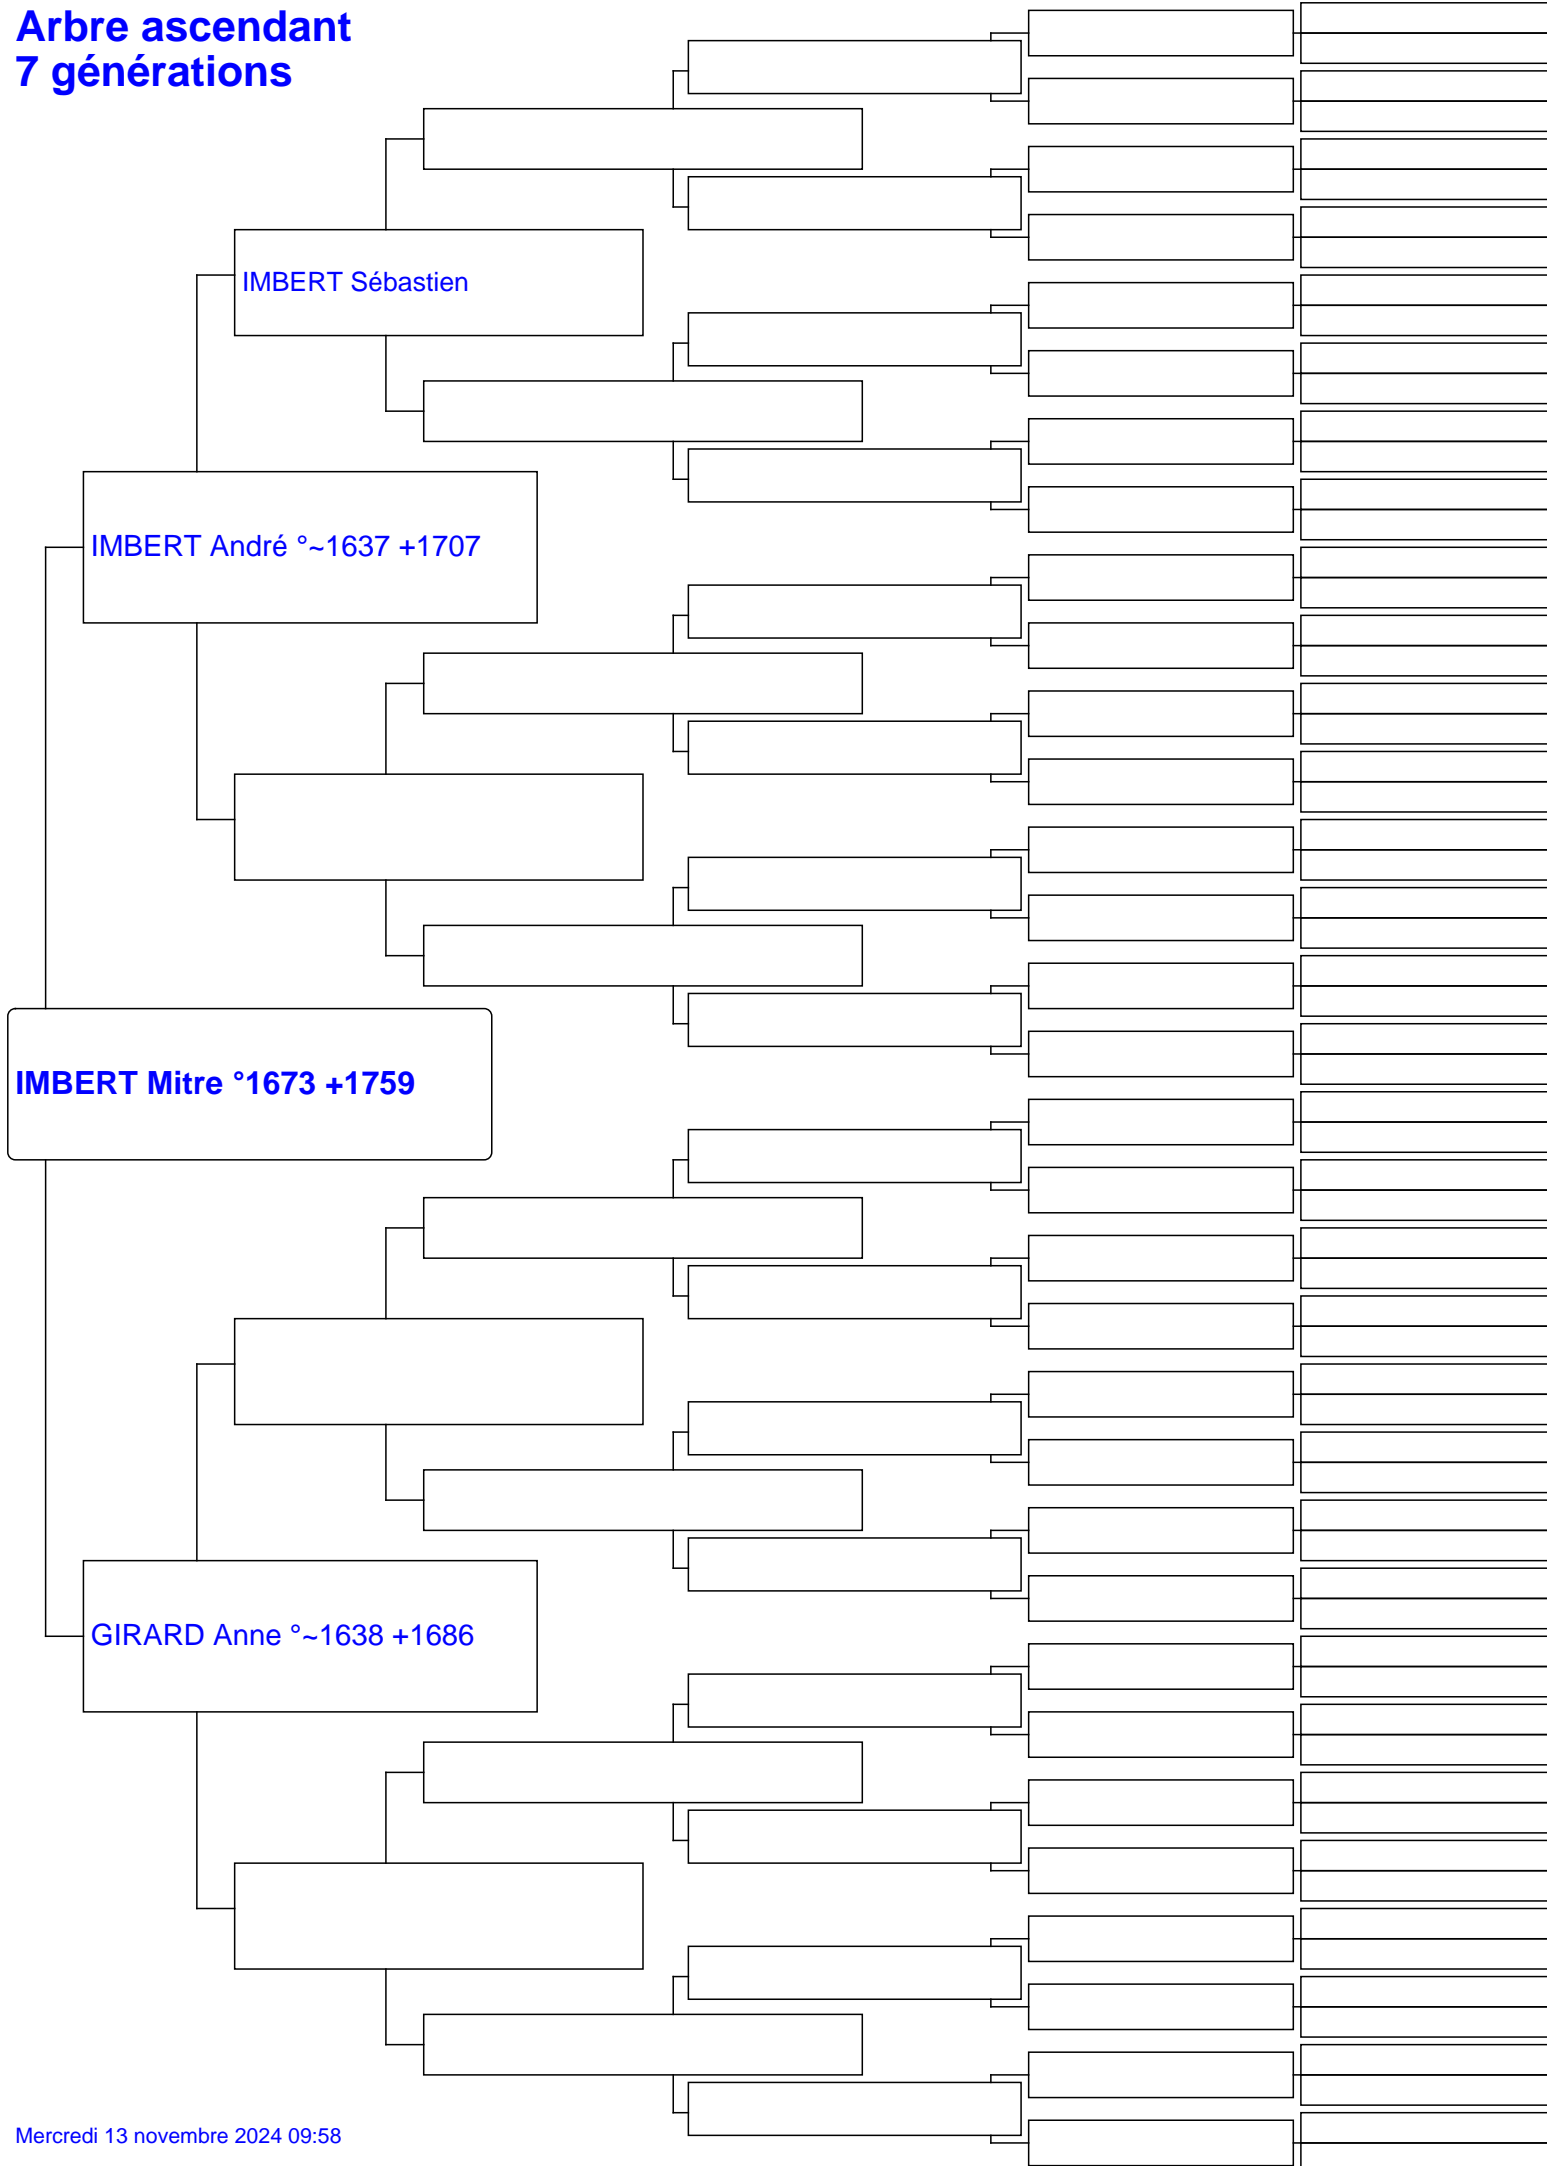 Arbre ascendant
7 générations
IMBERT Sébastien
IMBERT André °~1637 +1707
IMBERT Mitre °1673 +1759
GIRARD Anne °~1638 +1686
Mercredi 13 novembre 2024 09:58